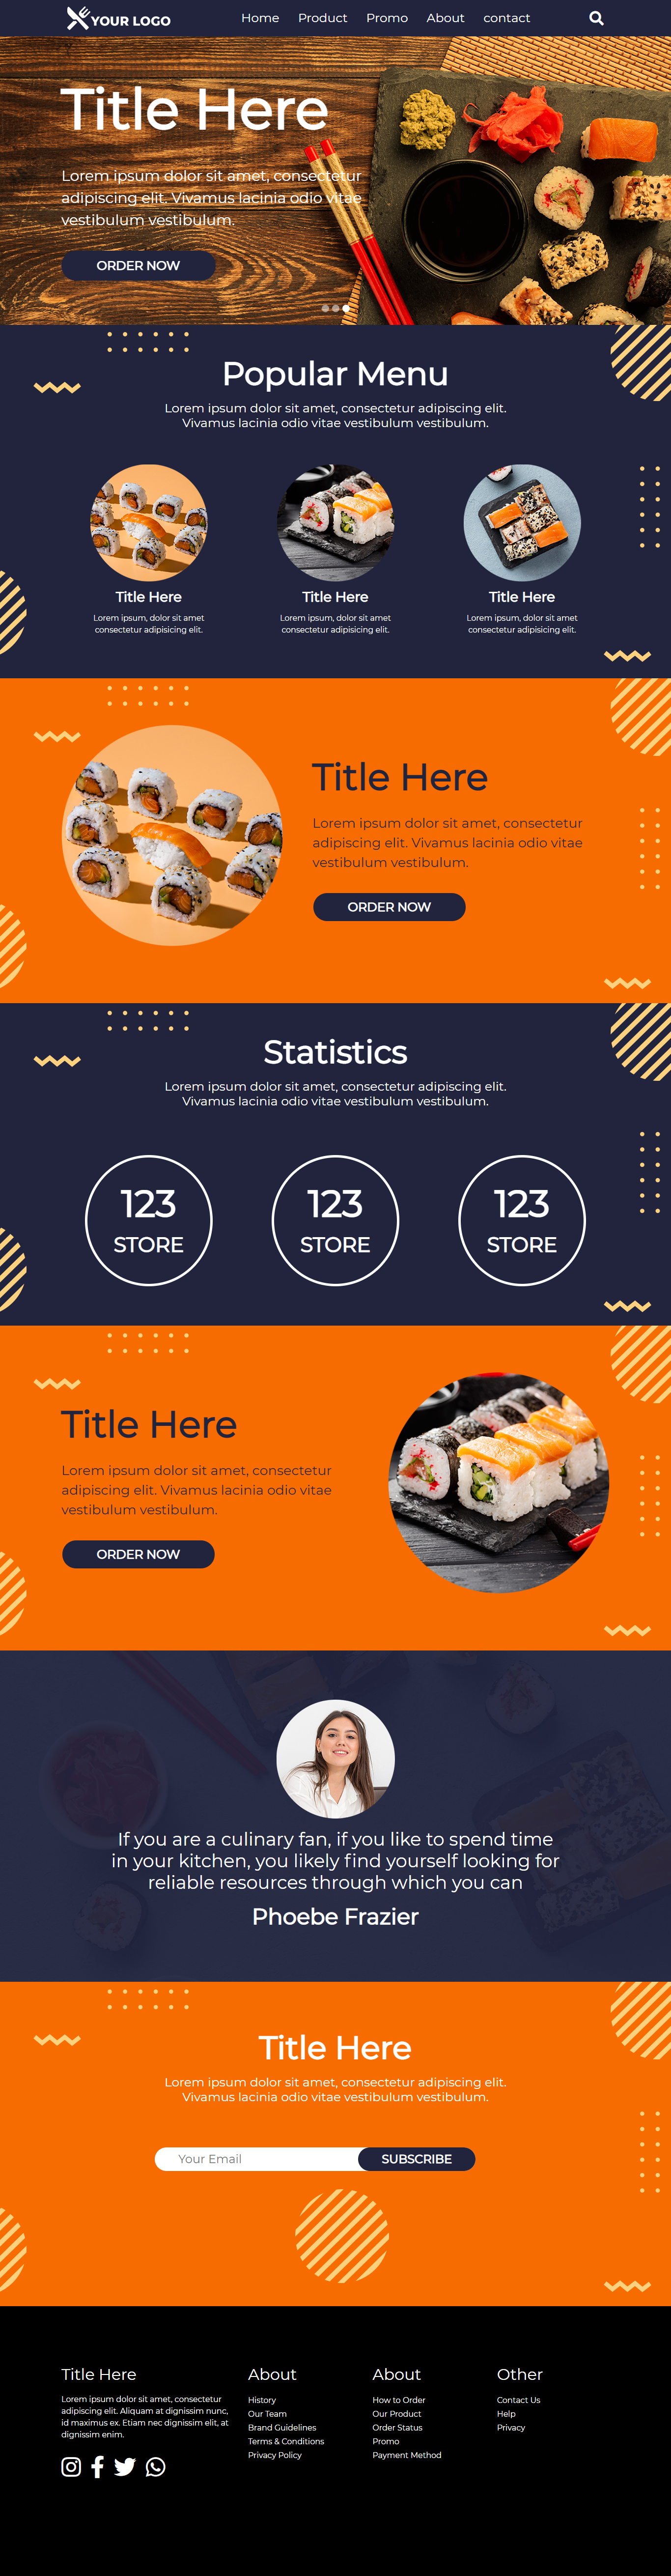 YOUR LOGO
Home Product Promo About contact
Title Here
Lorem ipsum dolor sit amet, consectetur
adipiscing elit. Vivamus lacinia odio vitae
vestibulum vestibulum.
ORDER NOW
Popular Menu
Lorem ipsum dolor sit amet, consectetur adipiscing elit.
Vivamus lacinia odio vitae vestibulum vestibulum.
Title Here
Lorem ipsum, dolor sit amet
consectetur adipisicing elit.
Title Here
Lorem ipsum, dolor sit amet
consectetur adipisicing elit.
Title Here
Lorem ipsum, dolor sit amet
consectetur adipisicing elit.
Title Here
Lorem ipsum dolor sit amet, consectetur
adipiscing elit. Vivamus lacinia odio vitae
vestibulum vestibulum.
ORDER NOW
Statistics
Lorem ipsum dolor sit amet, consectetur adipiscing elit.
Vivamus lacinia odio vitae vestibulum vestibulum.
123
STORE
123
STORE
123
STORE
Title Here
Lorem ipsum dolor sit amet, consectetur
adipiscing elit. Vivamus lacinia odio vitae
vestibulum vestibulum.
ORDER NOW
If you are a culinary fan, if you like to spend time
in your kitchen, you likely find yourself looking for
reliable resources through which you can
Phoebe Frazier
Title Here
Lorem ipsum dolor sit amet, consectetur adipiscing elit.
Vivamus lacinia odio vitae vestibulum vestibulum.
Your Email
SUBSCRIBE
Title Here
Lorem ipsum dolor sit amet, consectetur
adipiscing elit. Aliquam at dignissim nunc,
id maximus ex. Etiam nec dignissim elit, at
dignissim enim.
About
History
Our Team
Brand Guidelines
Terms & Conditions
Privacy Policy
About
How to Order
Our Product
Order Status
Promo
Payment Method
Other
Contact Us
Help
Privacy